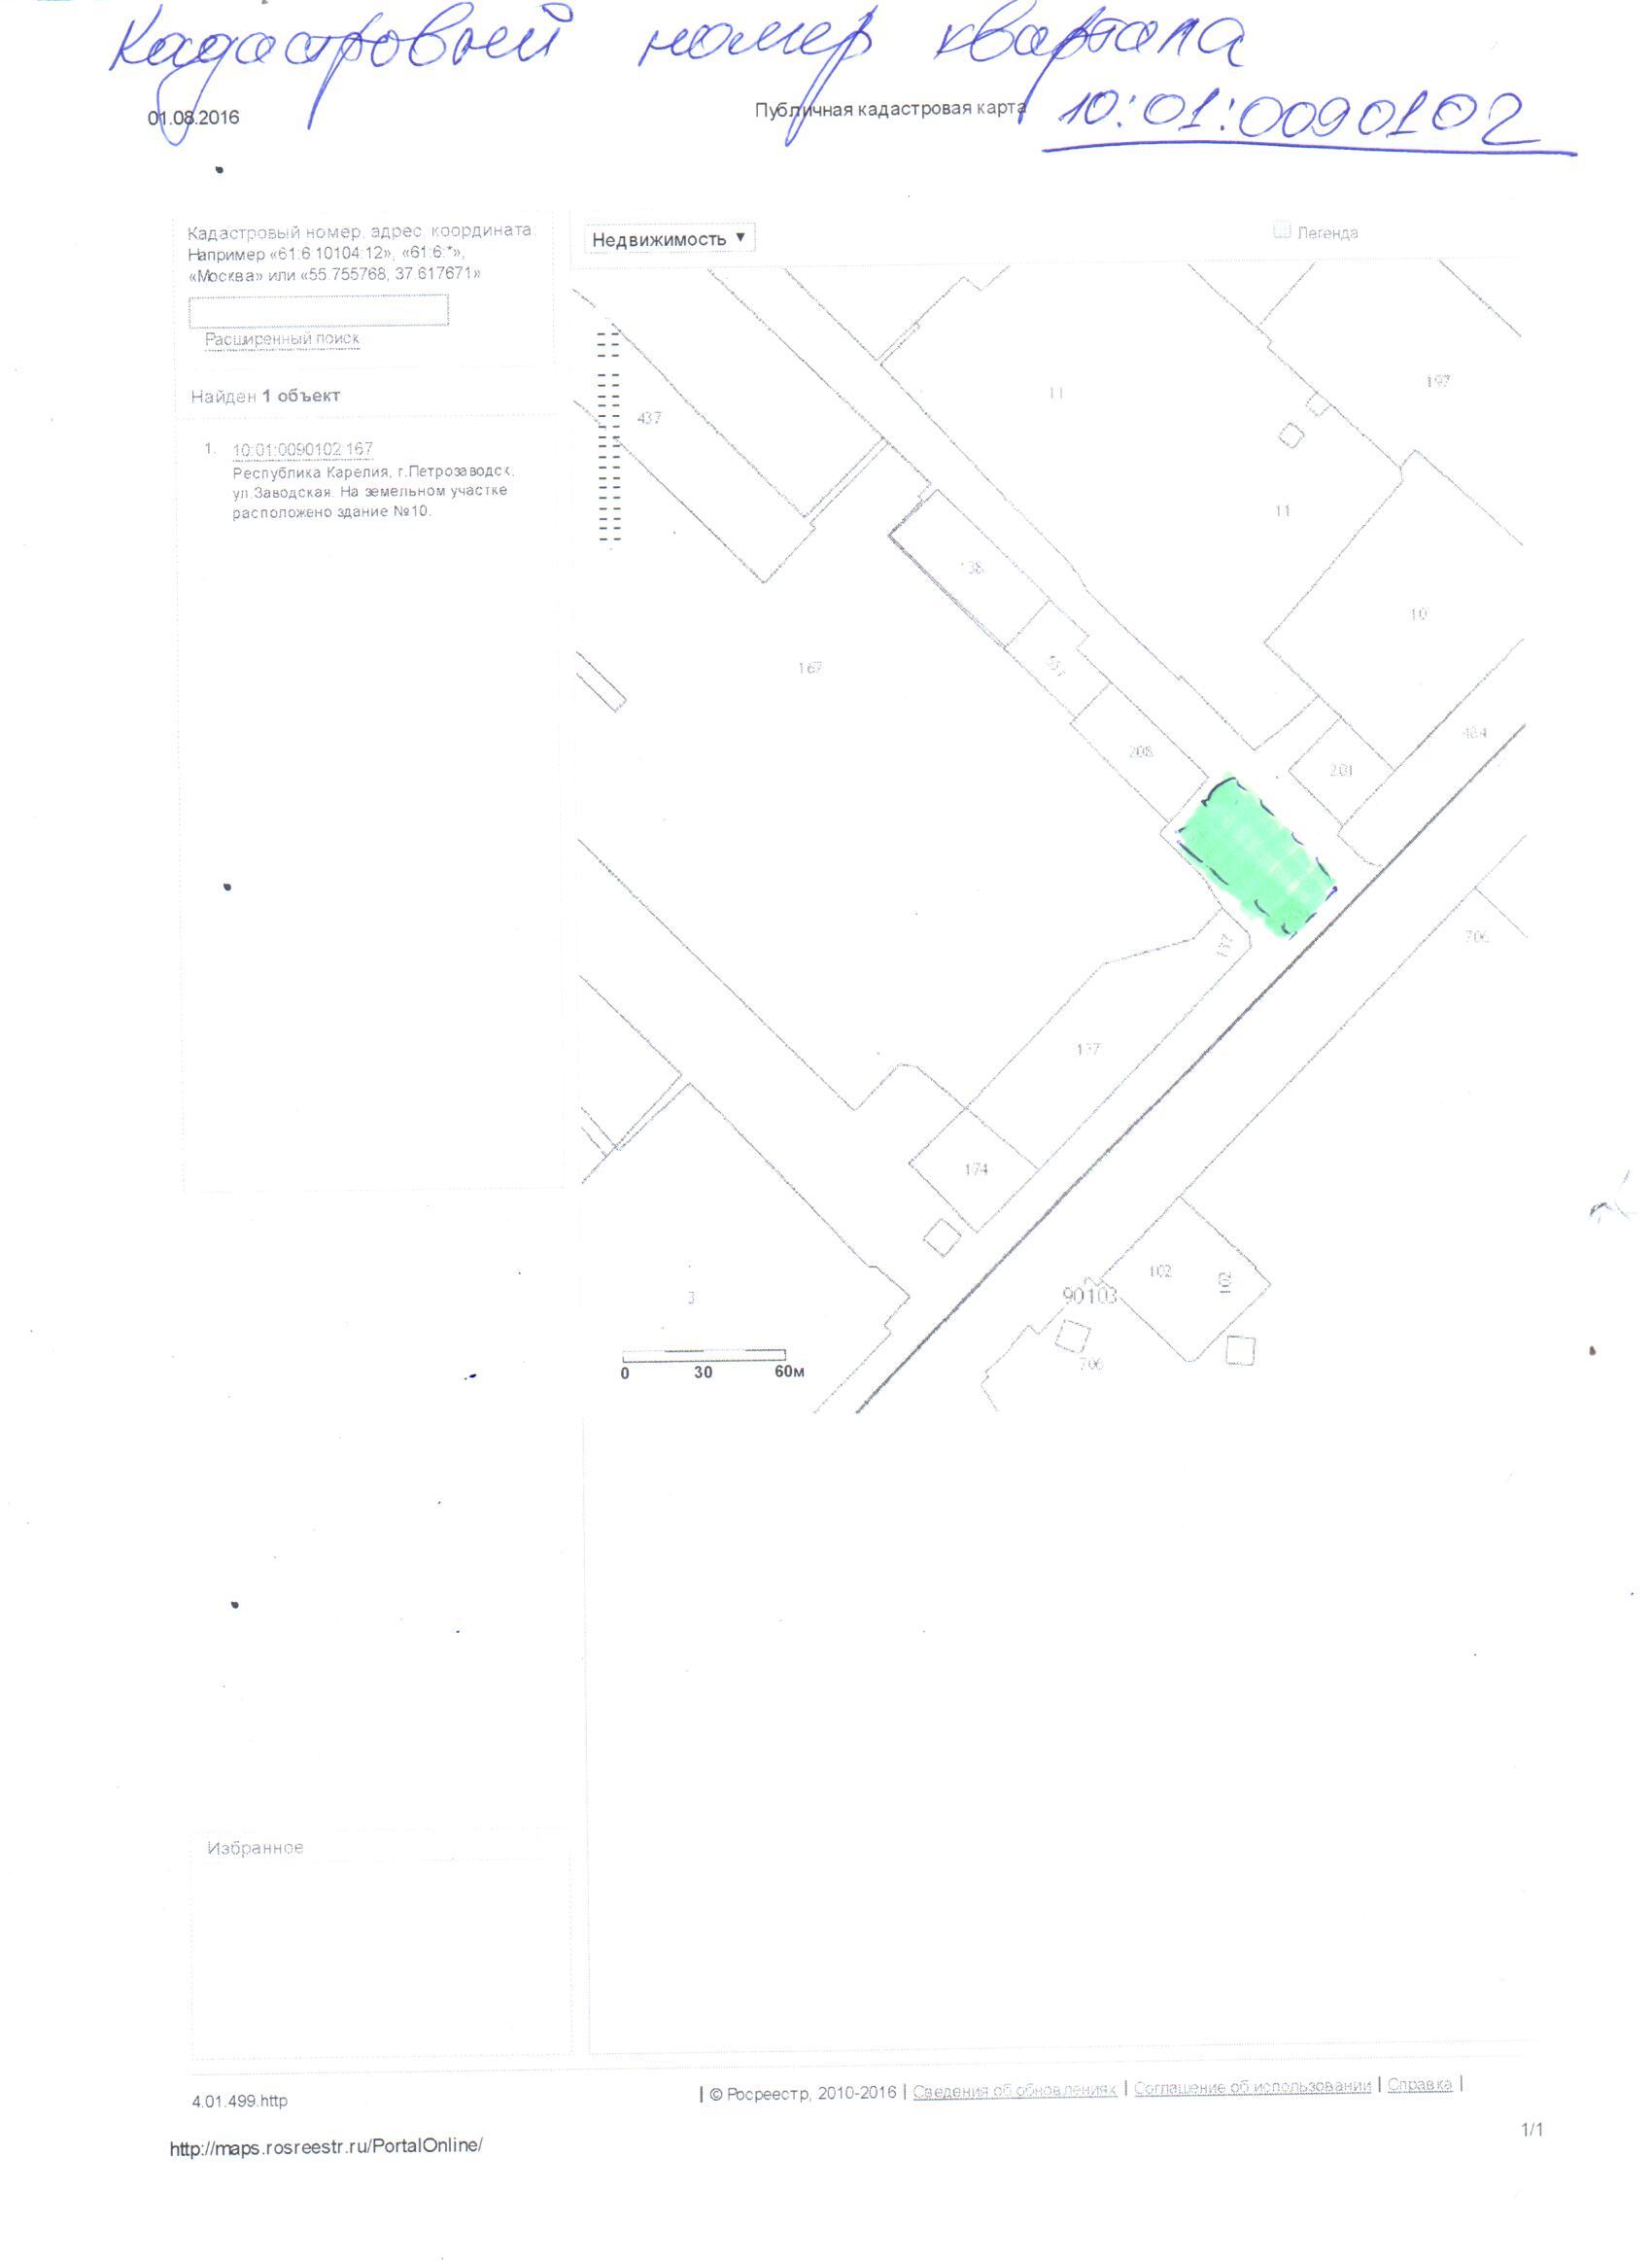 Кадастровый номер квартала
01.08.2016
Публичная кадастровая карта
10:01:0090102
Кадастровый номер, адрес, координата:
Например «61:6:10104:12», «61:6:*»,
«Москва» или «55.755768, 37.617671»
Расширенный поиск
Недвижимость ▼
Легенда
Найден 1 объект
1. 10:01:0090102:167
Республика Карелия, г.Петрозаводск,
ул.Заводская. На земельном участке
расположено здание №10.
11
197
437
11
138
10
167
208
484
201
137
706
137
174
102
3
90103
706
0 30 60м
Избранное
4.01.499.http
| © Росреестр, 2010-2016 | Сведения об обновлениях | Соглашение об использовании | Справка |
http://maps.rosreestr.ru/PortalOnline/
1/1